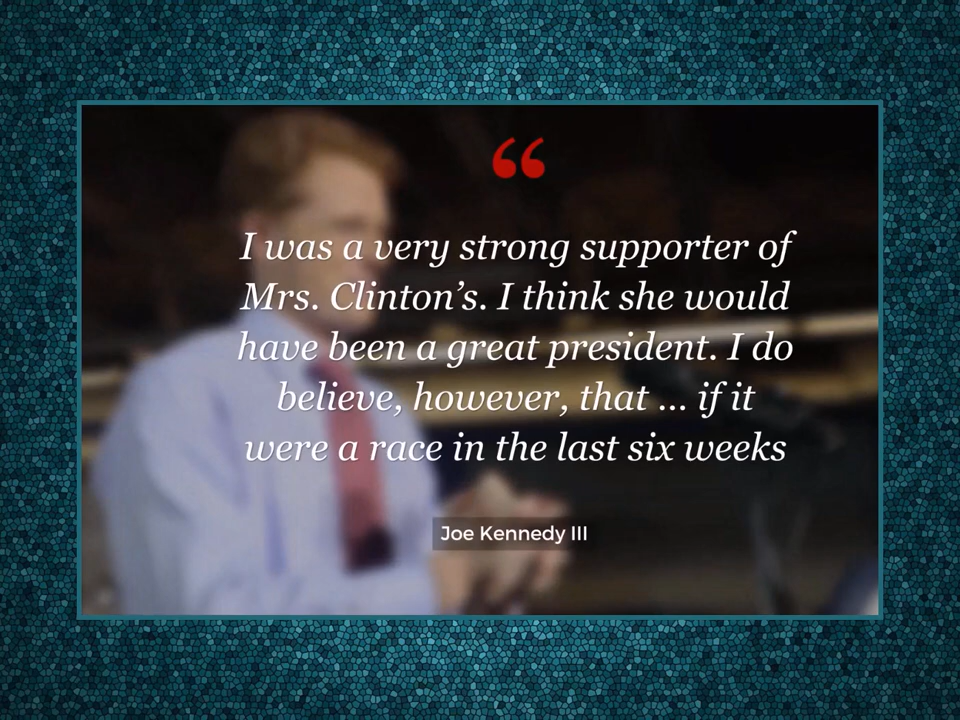 “
I was a very strong supporter of
Mrs. Clinton’s. I think she would
have been a great president. I do
believe, however, that ... if it
were a race in the last six weeks
Joe Kennedy III